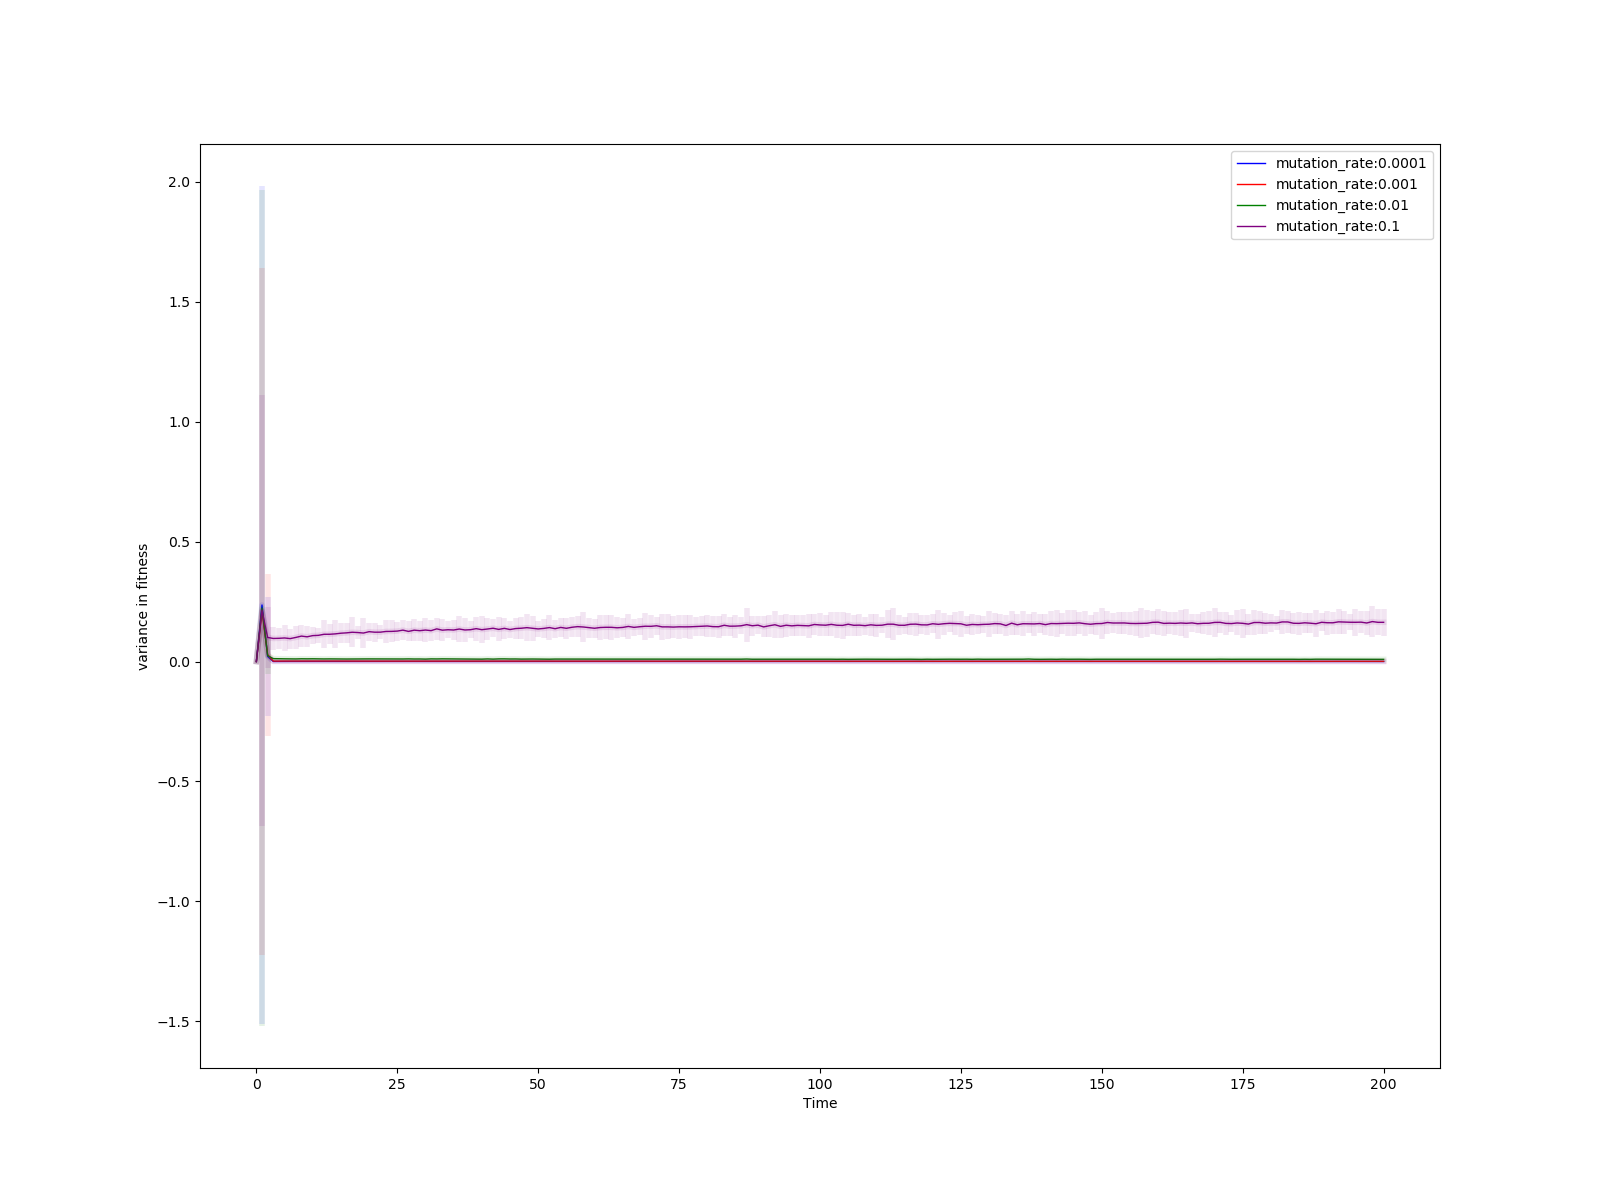 mutation_rate:0.0001
mutation_rate:0.001
mutation_rate:0.01
mutation_rate:0.1
2.0
1.5
1.0
0.5
0.0
−0.5
−1.0
−1.5
variance in fitness
0 25 50 75 100 125 150 175 200
Time